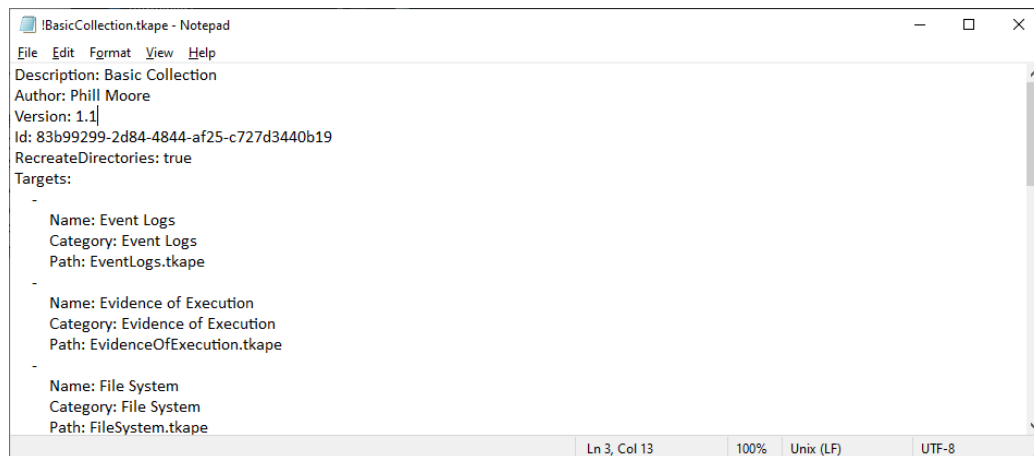 !BasicCollection.tkape - Notepad
File Edit Format View Help
Description: Basic Collection
Author: Phill Moore
Version: 1.1
Id: 83b99299-2d84-4844-af25-c727d3440b19
RecreateDirectories: true
Targets:
-
Name: Event Logs
Category: Event Logs
Path: EventLogs.tkape
-
Name: Evidence of Execution
Category: Evidence of Execution
Path: EvidenceOfExecution.tkape
-
Name: File System
Category: File System
Path: FileSystem.tkape
Ln 3, Col 13 100% Unix (LF) UTF-8